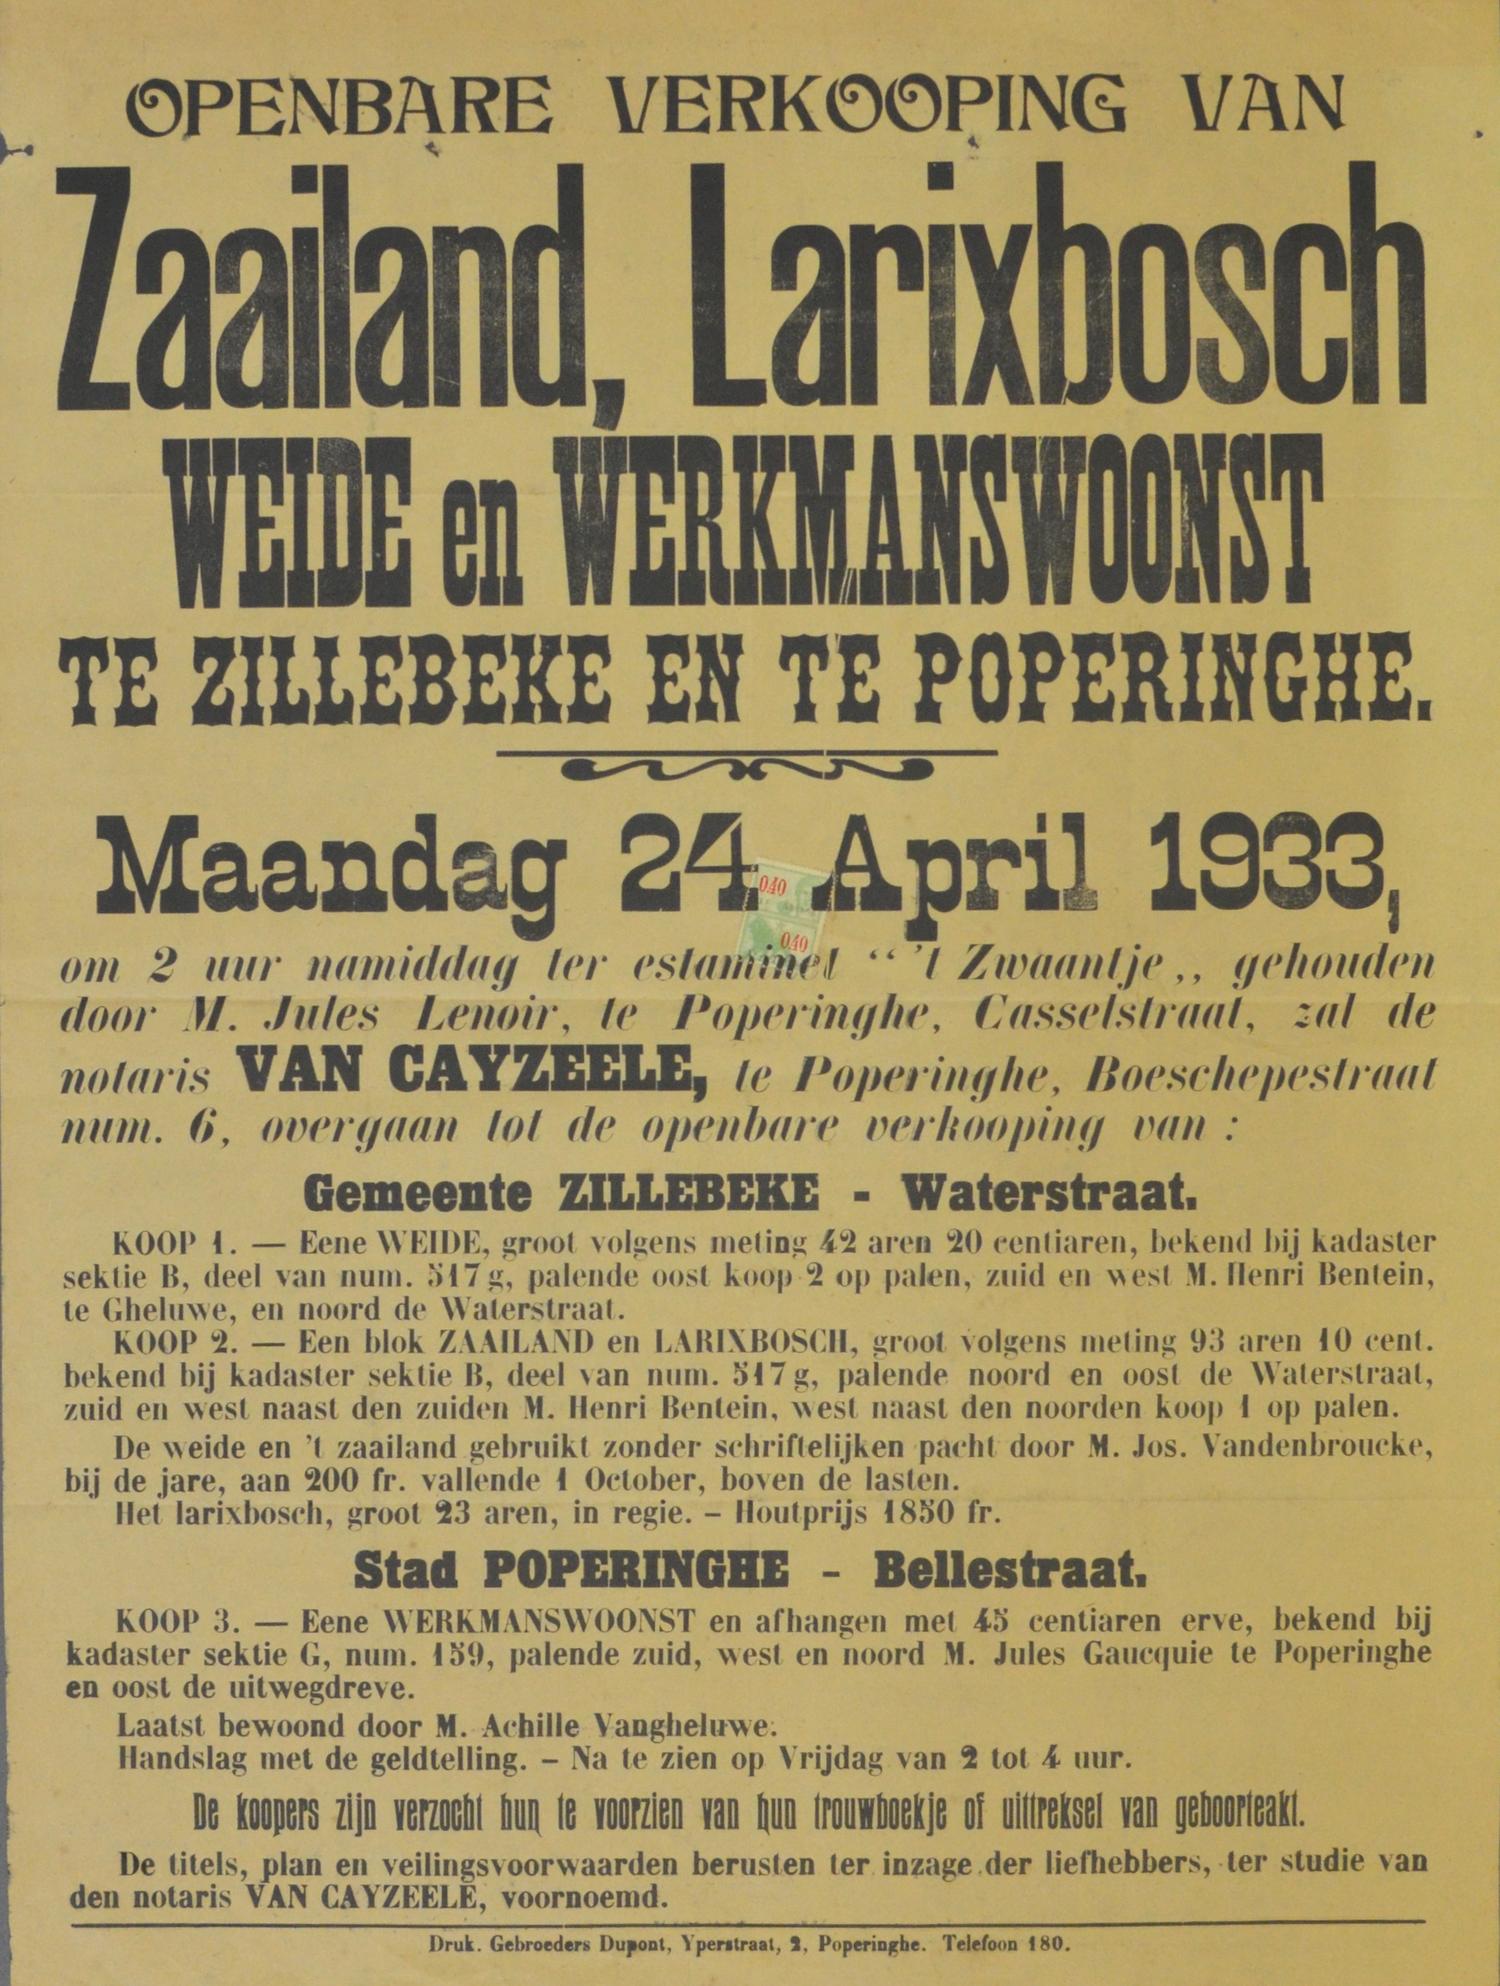 OPENBARE VERKOOPING VAN
Zaailand, Larixbosch
WEIDE en WERKMANSWOONST
TE ZILLEBEKE EN TE POPERINGHE.
Maandag 24 April 1933,
040
040
om 2 uur namiddag ter estaminet “ 't Zwaantje ,, gehouden
door M. Jules Lenoir, te Poperinghe, Casselstraat, zal de
notaris VAN CAYZEELE, te Poperinghe, Boeschepestraat
num. 6, overgaan tot de openbare verkooping van :
Gemeente ZILLEBEKE - Waterstraat.
KOOP 1. — Eene WEIDE, groot volgens meting 42 aren 20 centiaren, bekend bij kadaster
sektie B, deel van num. 517 g, palende oost koop 2 op palen, zuid en west M. Henri Bentein,
te Gheluwe, en noord de Waterstraat.
KOOP 2. — Een blok ZAAILAND en LARIXBOSCH, groot volgens meting 93 aren 10 cent.
bekend bij kadaster sektie B, deel van num. 517 g, palende noord en oost de Waterstraat,
zuid en west naast den zuiden M. Henri Bentein, west naast den noorden koop 1 op palen.
De weide en 't zaailand gebruikt zonder schriftelijken pacht door M. Jos. Vandenbroucke,
bij de jare, aan 200 fr. vallende 1 October, boven de lasten.
Het larixbosch, groot 23 aren, in regie. – Houtprijs 1850 fr.
Stad POPERINGHE - Bellestraat.
KOOP 3. — Eene WERKMANSWOONST en afhangen met 45 centiaren erve, bekend bij
kadaster sektie G, num. 159, palende zuid, west en noord M. Jules Gaucquie te Poperinghe
en oost de uitwegdreve.
Laatst bewoond door M. Achille Vangheluwe.
Handslag met de geldtelling. – Na te zien op Vrijdag van 2 tot 4 uur.
De koopers zijn verzocht hun te voorzien van hun trouwboekje of uittreksel van geboorteakt.
De titels, plan en veilingsvoorwaarden berusten ter inzage der liefhebbers, ter studie van
den notaris VAN CAYZEELE, voornoemd.
Druk. Gebroeders Dupont, Yperstraat, 2, Poperinghe. Telefoon 180.